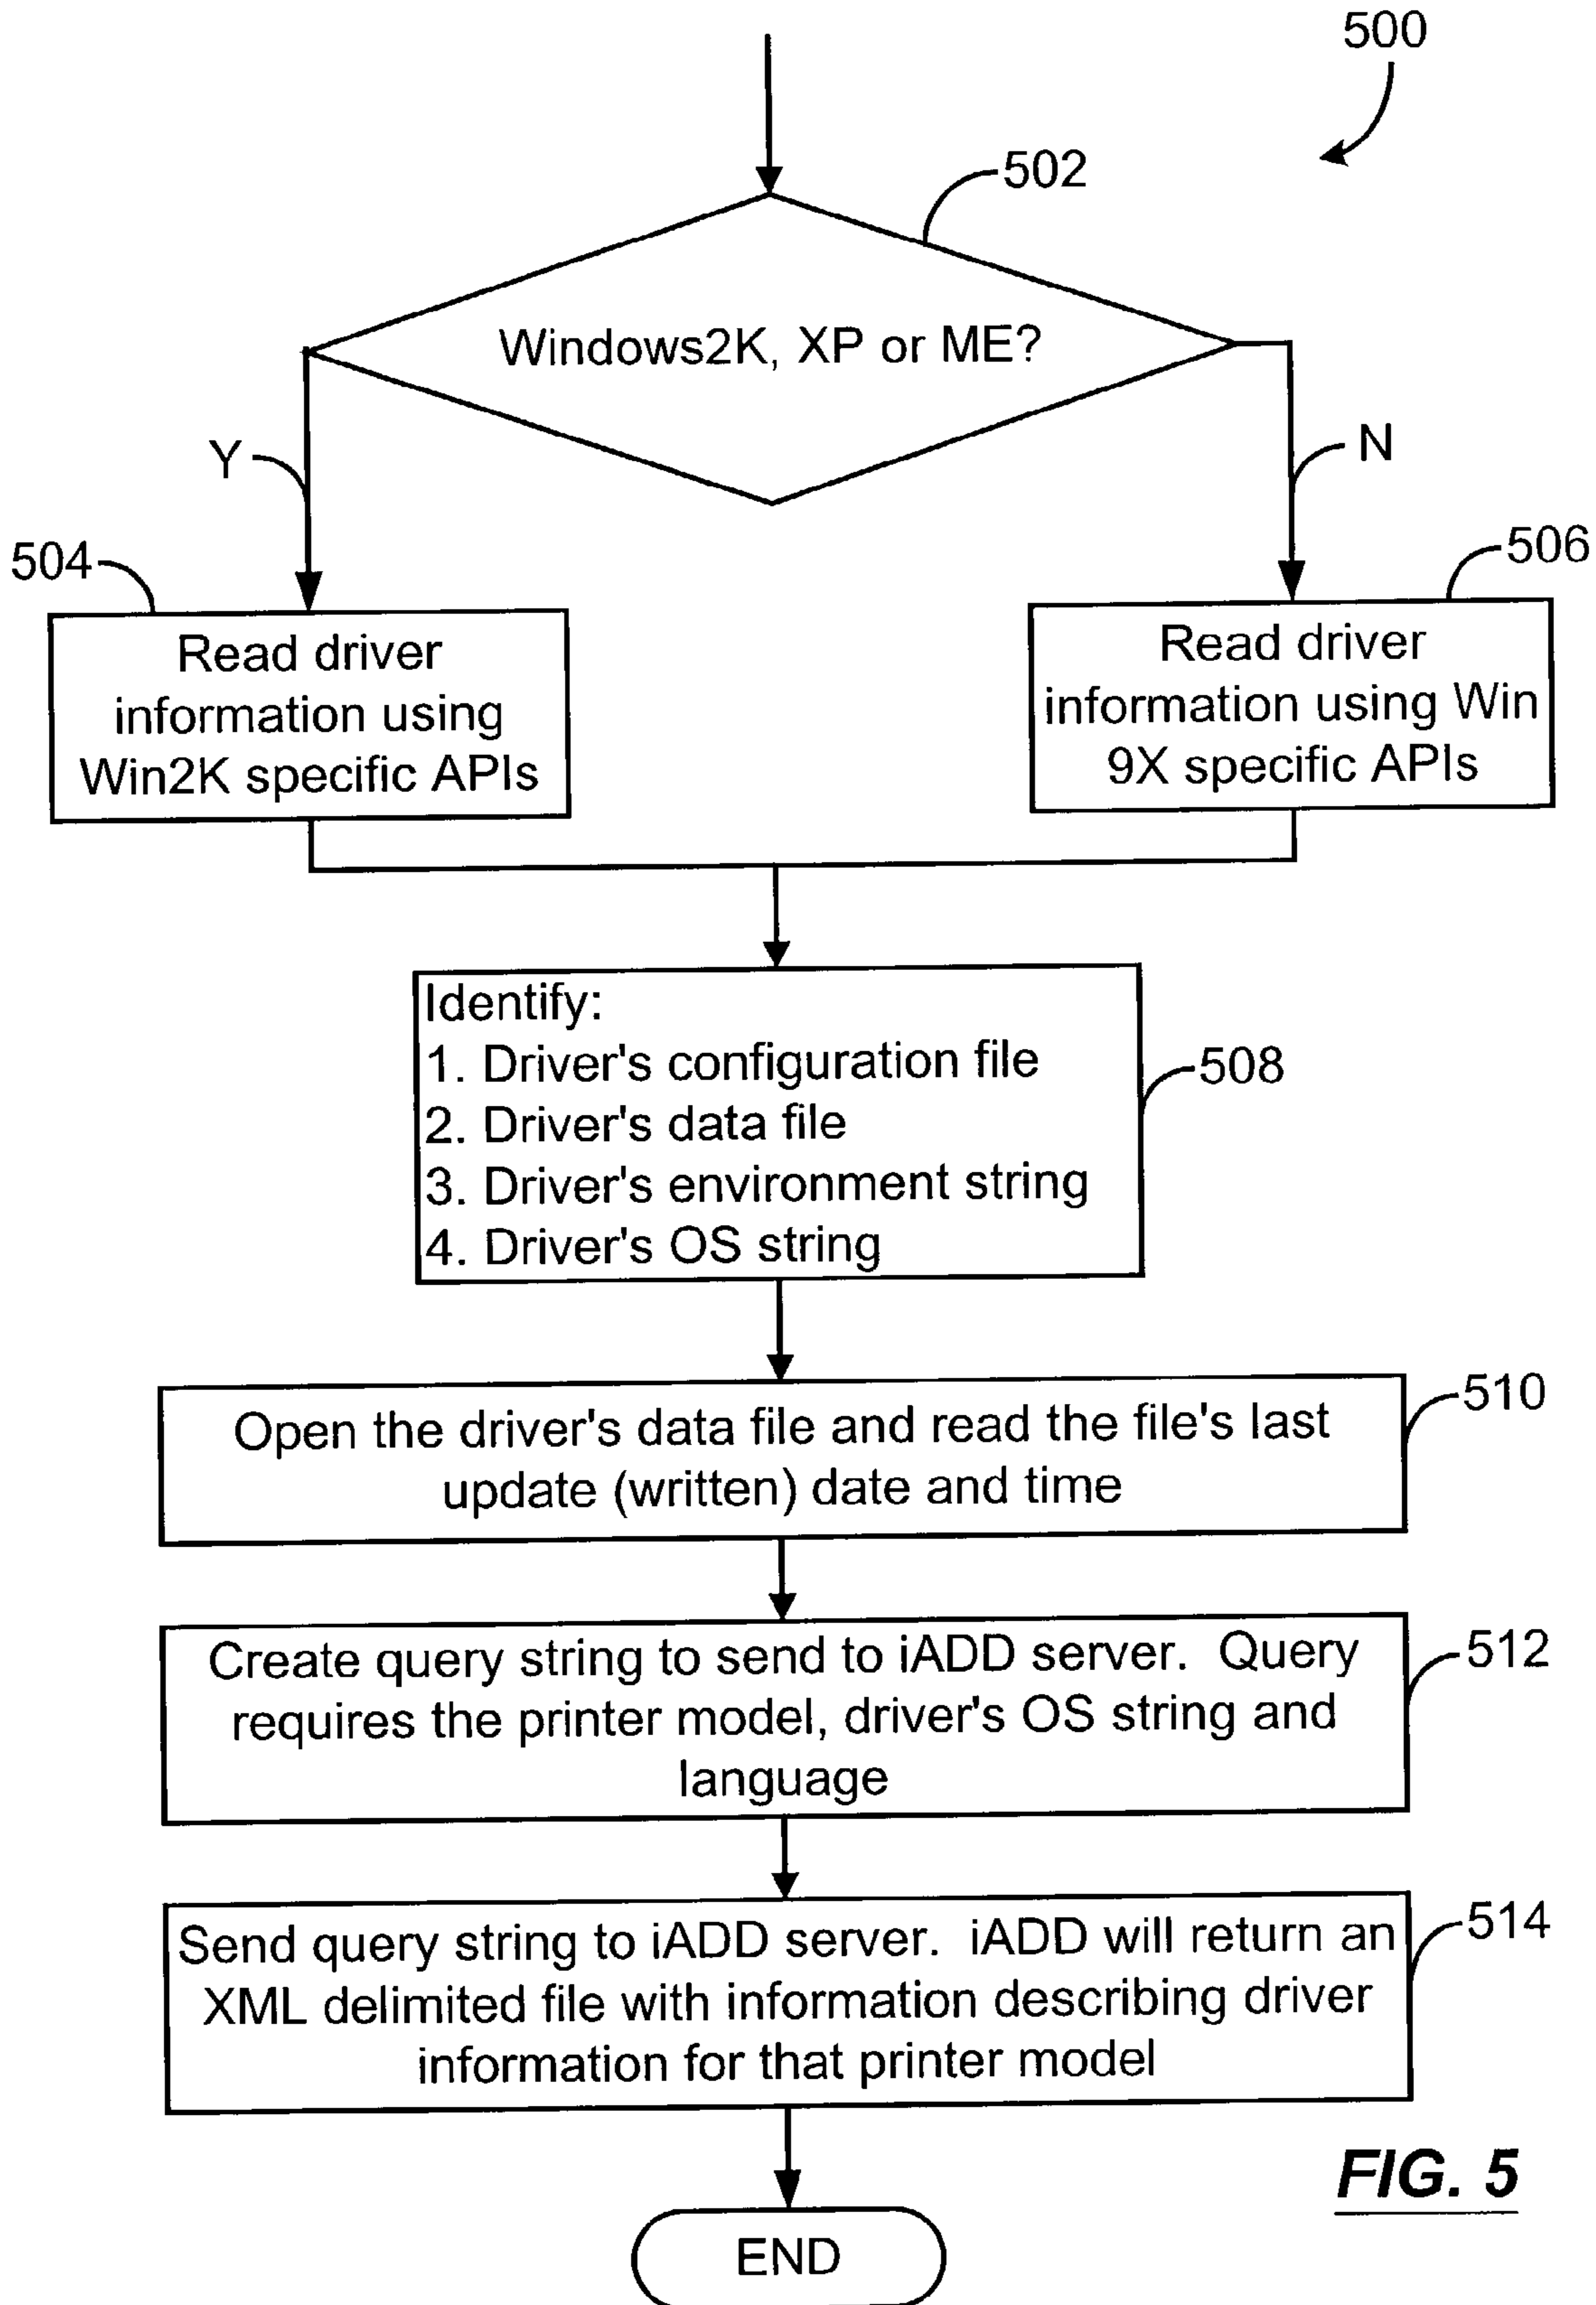 500
502
Windows2K, XP or ME?
Y
N
504
506
Read driver
information using
Win2K specific APIs
Read driver
information using Win
9X specific APIs
Identify:
1. Driver's configuration file
2. Driver's data file
3. Driver's environment string
4. Driver's OS string
508
Open the driver's data file and read the file's last
update (written) date and time
510
Create query string to send to iADD server. Query
requires the printer model, driver's OS string and
language
512
Send query string to iADD server. iADD will return an
XML delimited file with information describing driver
information for that printer model
514
FIG. 5
END